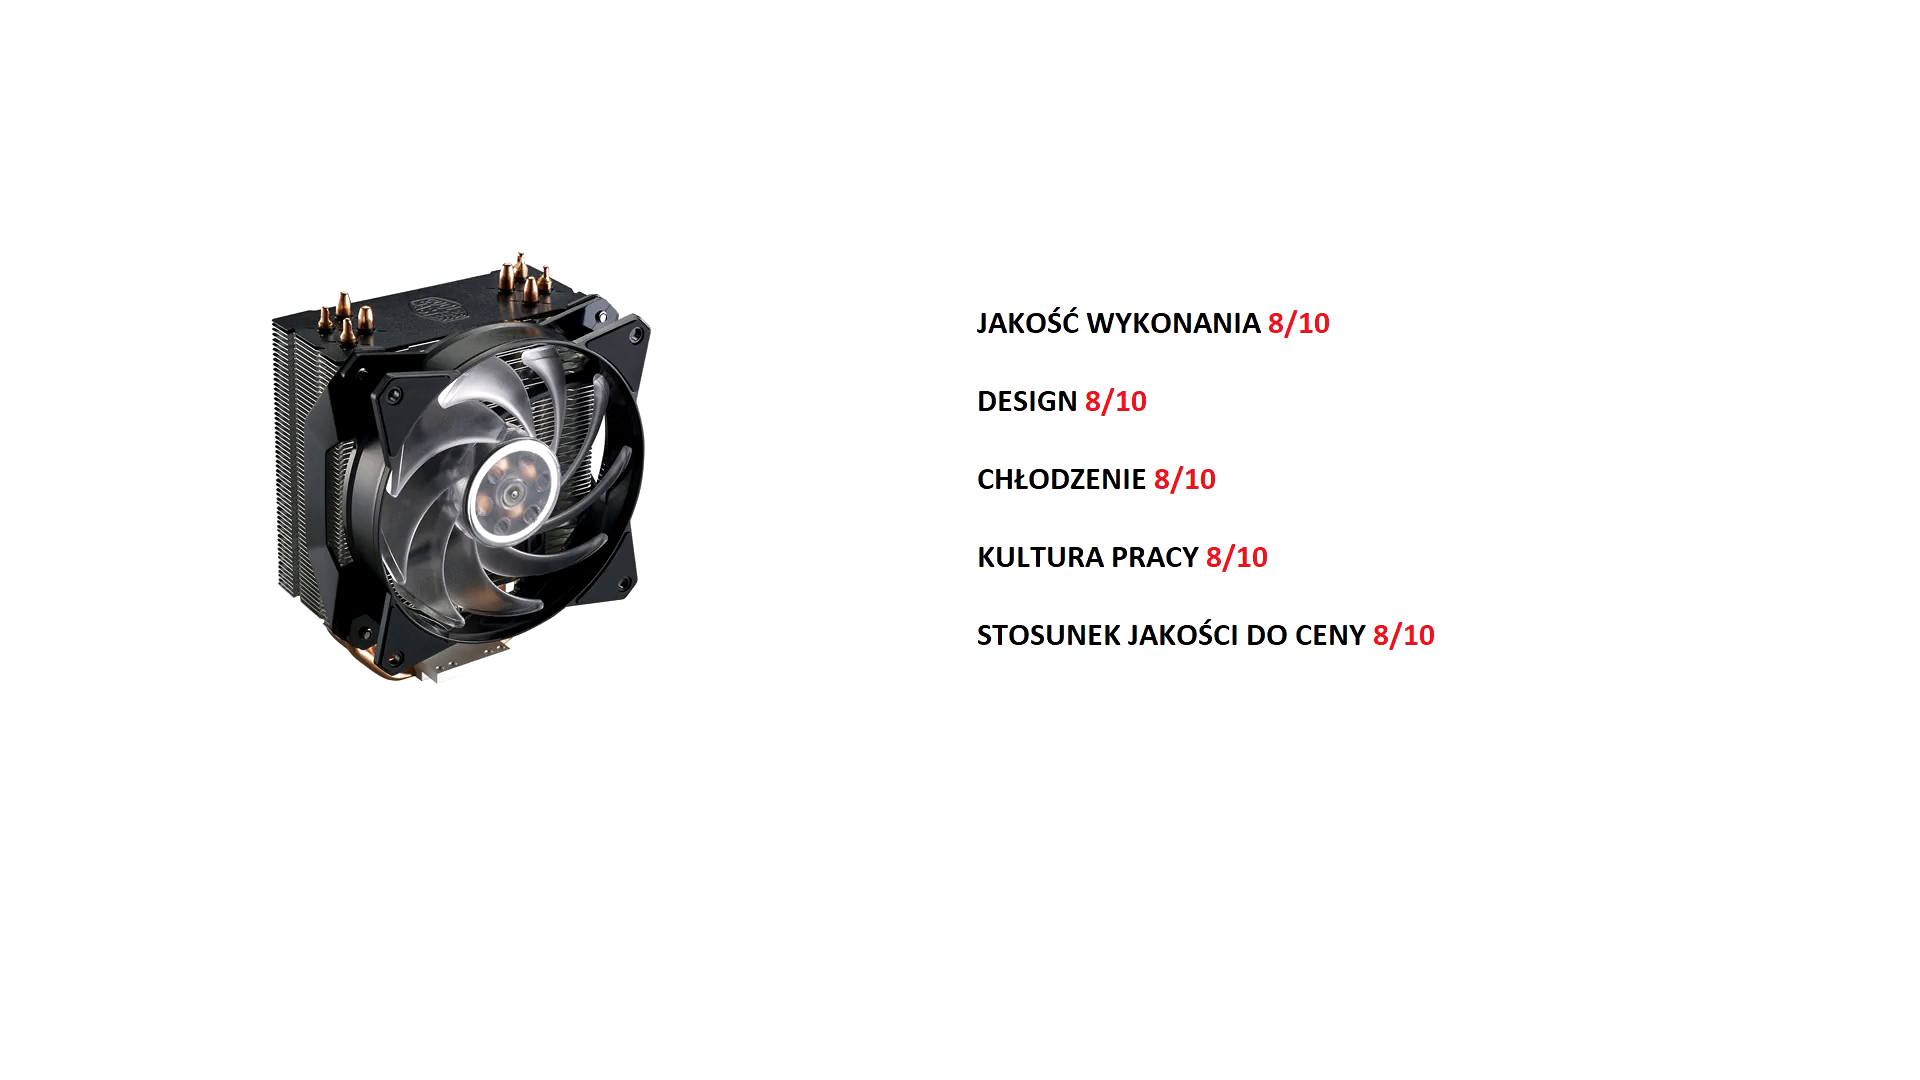 JAKOŚĆ WYKONANIA 8/10
DESIGN 8/10
CHŁODZENIE 8/10
KULTURA PRACY 8/10
STOSUNEK JAKOŚCI DO CENY 8/10